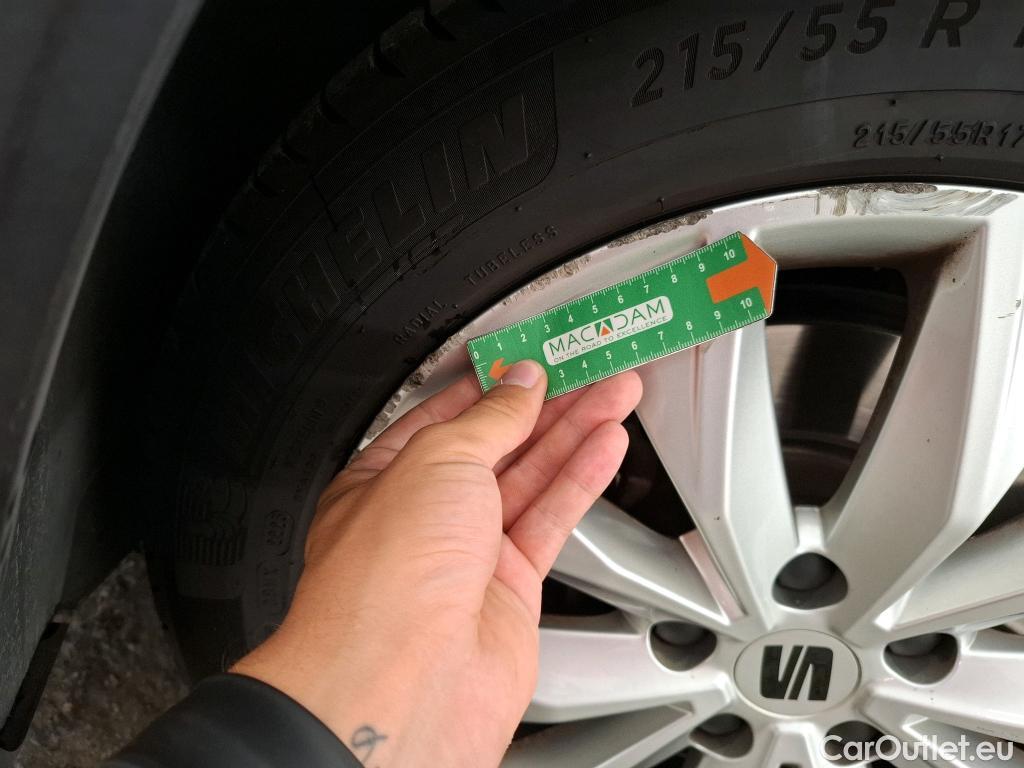 215/55 R
215/55R17
MICHELIN
RADIAL TUBELESS
0 1 2 3 4 5 6 7 8 9 10
MACADAM
ON THE ROAD TO EXCELLENCE
3 4 5 6 7 8 9 10
CarOutlet.eu